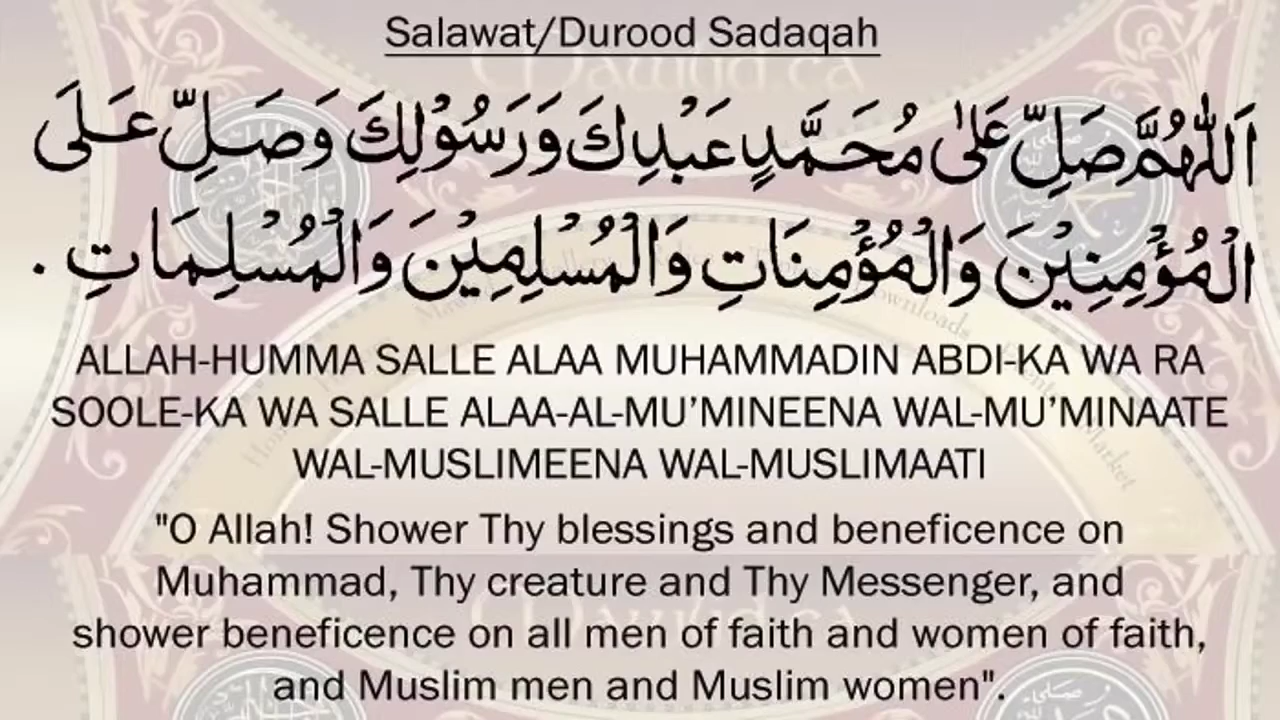 Salawat/Durood Sadaqah
اَللّٰهُمَّ صَلِّ عَلٰى مُحَمَّدٍ عَبْدِكَ وَرَسُوْلِكَ وَصَلِّ عَلَى
الْمُؤْمِنِيْنَ وَالْمُؤْمِنَاتِ وَالْمُسْلِمِيْنَ وَالْمُسْلِمَاتِ .
ALLAH-HUMMA SALLE ALAA MUHAMMADIN ABDI-KA WA RA
SOOLE-KA WA SALLE ALAA-AL-MU’MINEENA WAL-MU’MINAATE
WAL-MUSLIMEENA WAL-MUSLIMAATI
"O Allah! Shower Thy blessings and beneficence on
Muhammad, Thy creature and Thy Messenger, and
shower beneficence on all men of faith and women of faith,
and Muslim men and Muslim women".